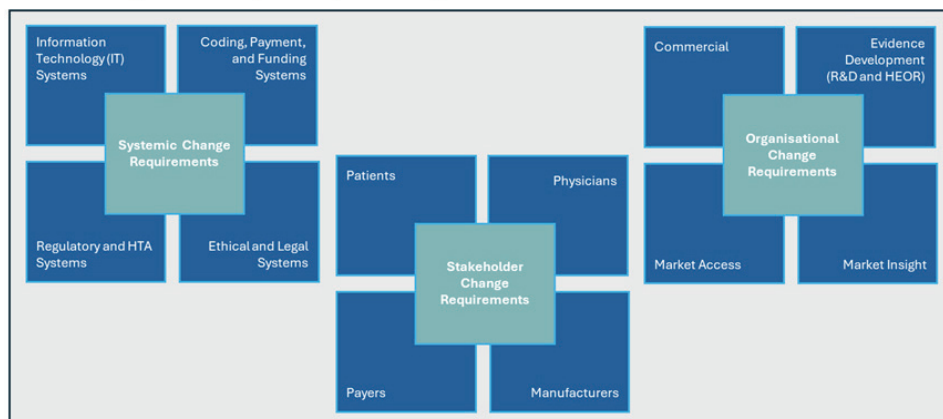 Information
Technology (IT)
Systems
Coding, Payment,
and Funding
Systems
Systemic Change
Requirements
Regulatory and HTA
Systems
Ethical and Legal
Systems
Patients
Physicians
Stakeholder
Change
Requirements
Payers
Manufacturers
Commercial
Evidence
Development
(R&D and HEOR)
Organisational
Change
Requirements
Market Access
Market Insight